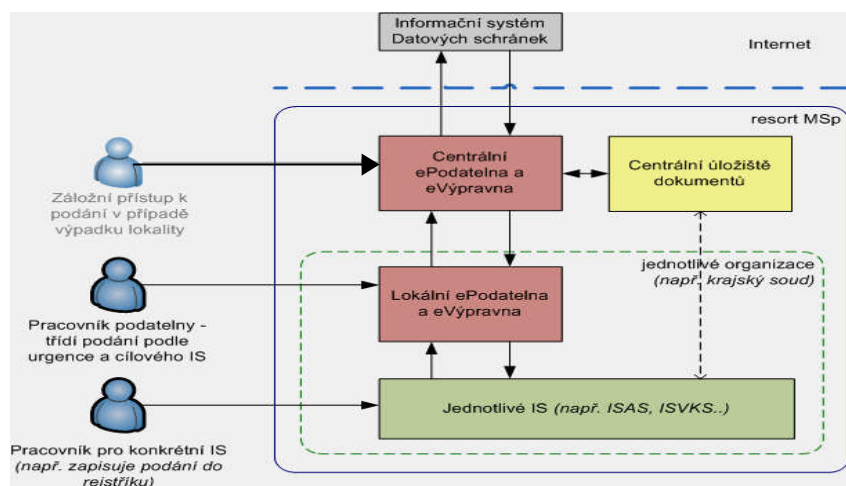 Informační systém
Datových schránek
Internet
resort MSp
Centrální
ePodatelna a
eVýpravna
Centrální úložiště
dokumentů
Záložní přístup k
podání v případě
výpadku lokality
jednotlivé organizace
(např. krajský soud)
Lokální ePodatelna
a eVýpravna
Pracovník podatelny -
třídí podání podle
urgence a cílového IS
Jednotlivé IS (např. ISAS, ISVKS..)
Pracovník pro konkrétní IS
(např. zapisuje podání do
rejstříku)